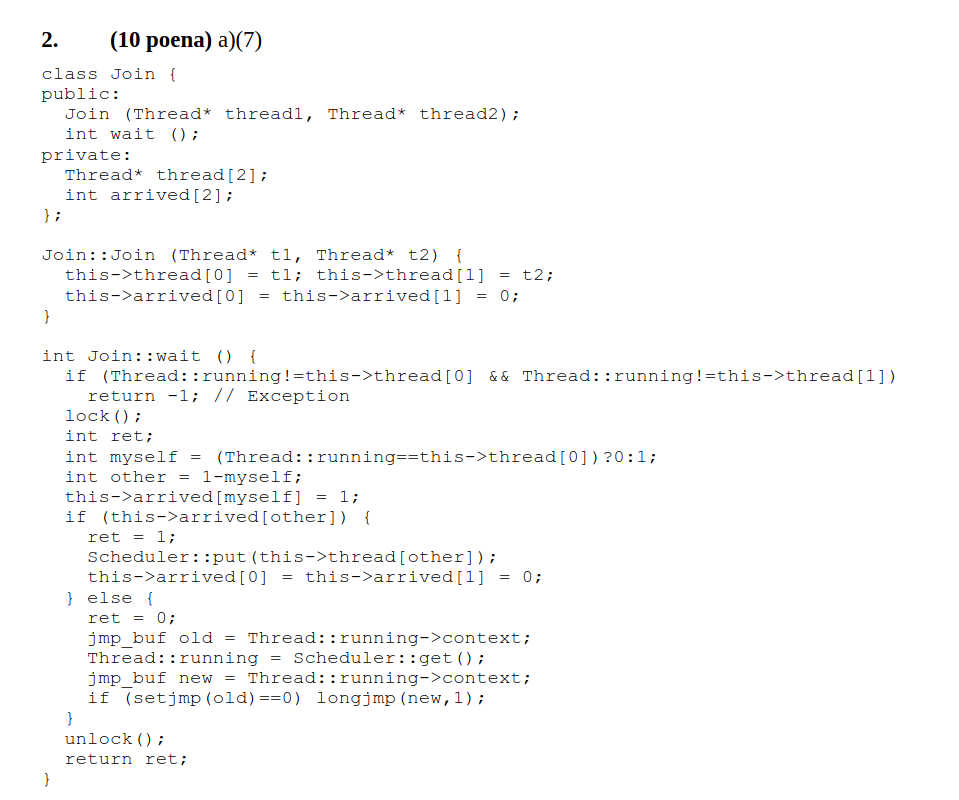 2. (10 poena) a)(7)
class Join {
public:
  Join (Thread* thread1, Thread* thread2);
  int wait ();
private:
  Thread* thread[2];
  int arrived[2];
};

Join::Join (Thread* t1, Thread* t2) {
  this->thread[0] = t1; this->thread[1] = t2;
  this->arrived[0] = this->arrived[1] = 0;
}

int Join::wait () {
  if (Thread::running!=this->thread[0] && Thread::running!=this->thread[1])
    return -1; // Exception
  lock();
  int ret;
  int myself = (Thread::running==this->thread[0])?0:1;
  int other = 1-myself;
  this->arrived[myself] = 1;
  if (this->arrived[other]) {
    ret = 1;
    Scheduler::put(this->thread[other]);
    this->arrived[0] = this->arrived[1] = 0;
  } else {
    ret = 0;
    jmp_buf old = Thread::running->context;
    Thread::running = Scheduler::get();
    jmp_buf new = Thread::running->context;
    if (setjmp(old)==0) longjmp(new,1);
  }
  unlock();
  return ret;
}